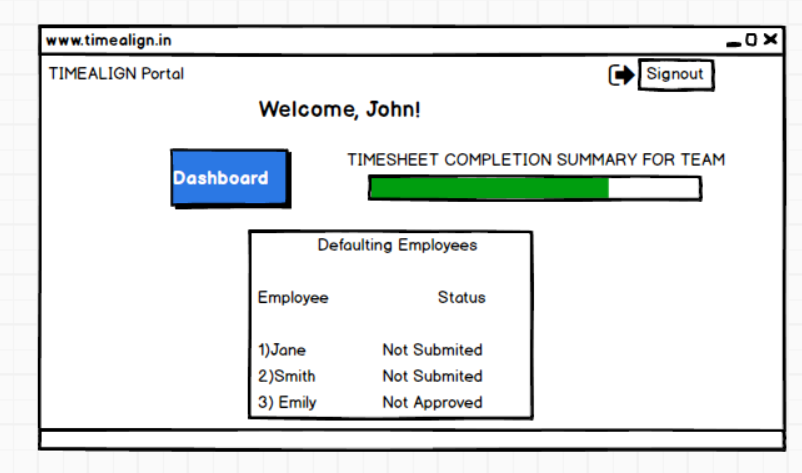 www.timealign.in
TIMEALIGN Portal
Signout
Welcome, John!
Dashboard
TIMESHEET COMPLETION SUMMARY FOR TEAM
Defaulting Employees
Employee Status
1)Jane Not Submited
2)Smith Not Submited
3) Emily Not Approved